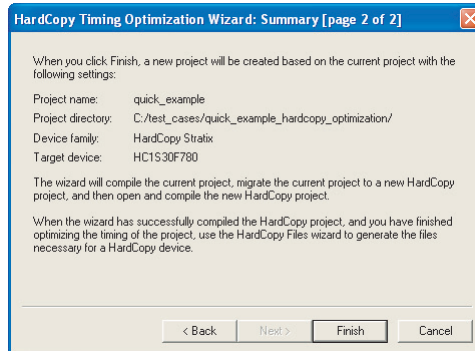 HardCopy Timing Optimization Wizard: Summary [page 2 of 2]
When you click Finish, a new project will be created based on the current project with the
following settings:
Project name: quick_example
Project directory: C:/test_cases/quick_example_hardcopy_optimization/
Device family: HardCopy Stratix
Target device: HC1S30F780
The wizard will compile the current project, migrate the current project to a new HardCopy
project, and then open and compile the new HardCopy project.
When the wizard has successfully compiled the HardCopy project, and you have finished
optimizing the timing of the project, use the HardCopy Files wizard to generate the files
necessary for a HardCopy device.
< Back Next > Finish Cancel